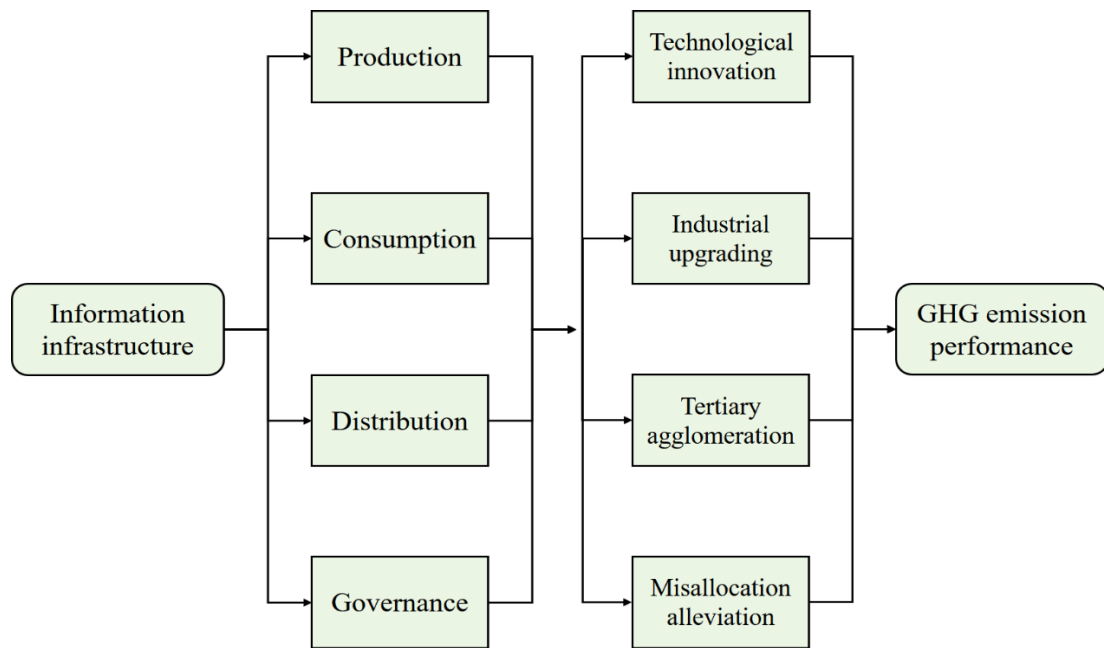 Information
infrastructure
Production
Consumption
Distribution
Governance
Technological
innovation
Industrial
upgrading
Tertiary
agglomeration
Misallocation
alleviation
GHG emission
performance